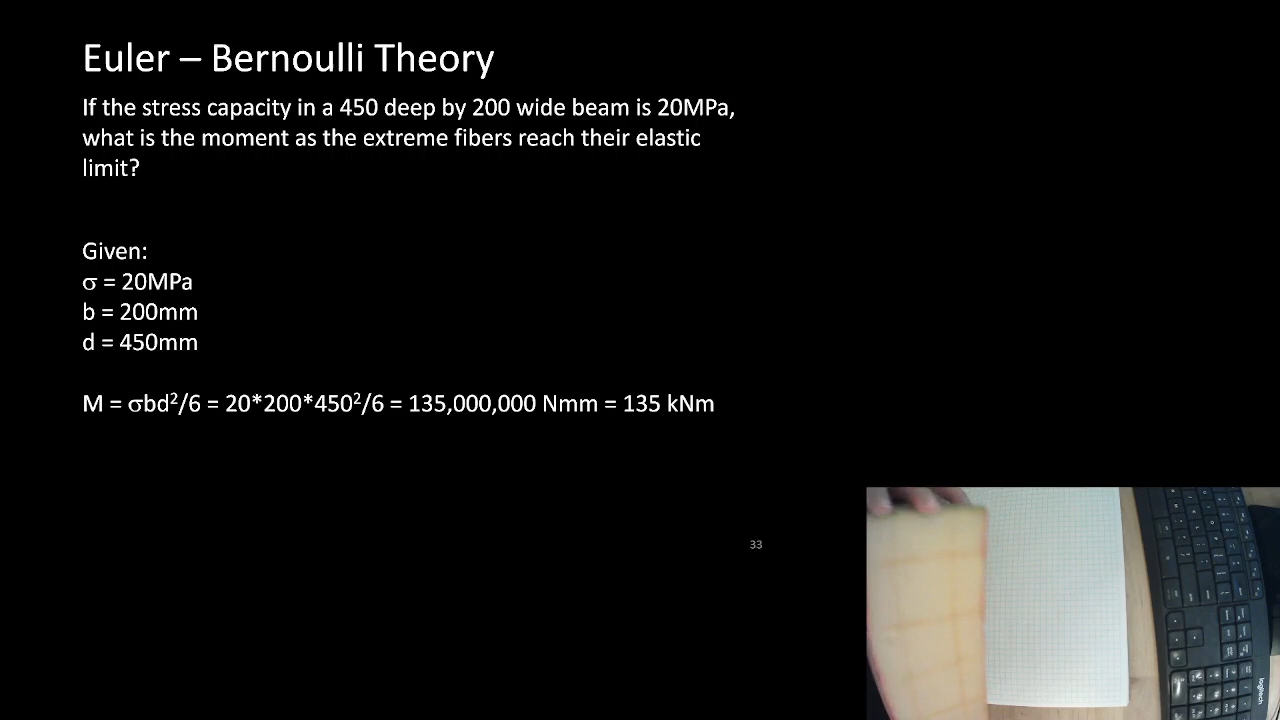 Euler – Bernoulli Theory
If the stress capacity in a 450 deep by 200 wide beam is 20MPa,
what is the moment as the extreme fibers reach their elastic
limit?
Given:
σ = 20MPa
b = 200mm
d = 450mm
M = σbd²/6 = 20*200*450²/6 = 135,000,000 Nmm = 135 kNm
33
logitech